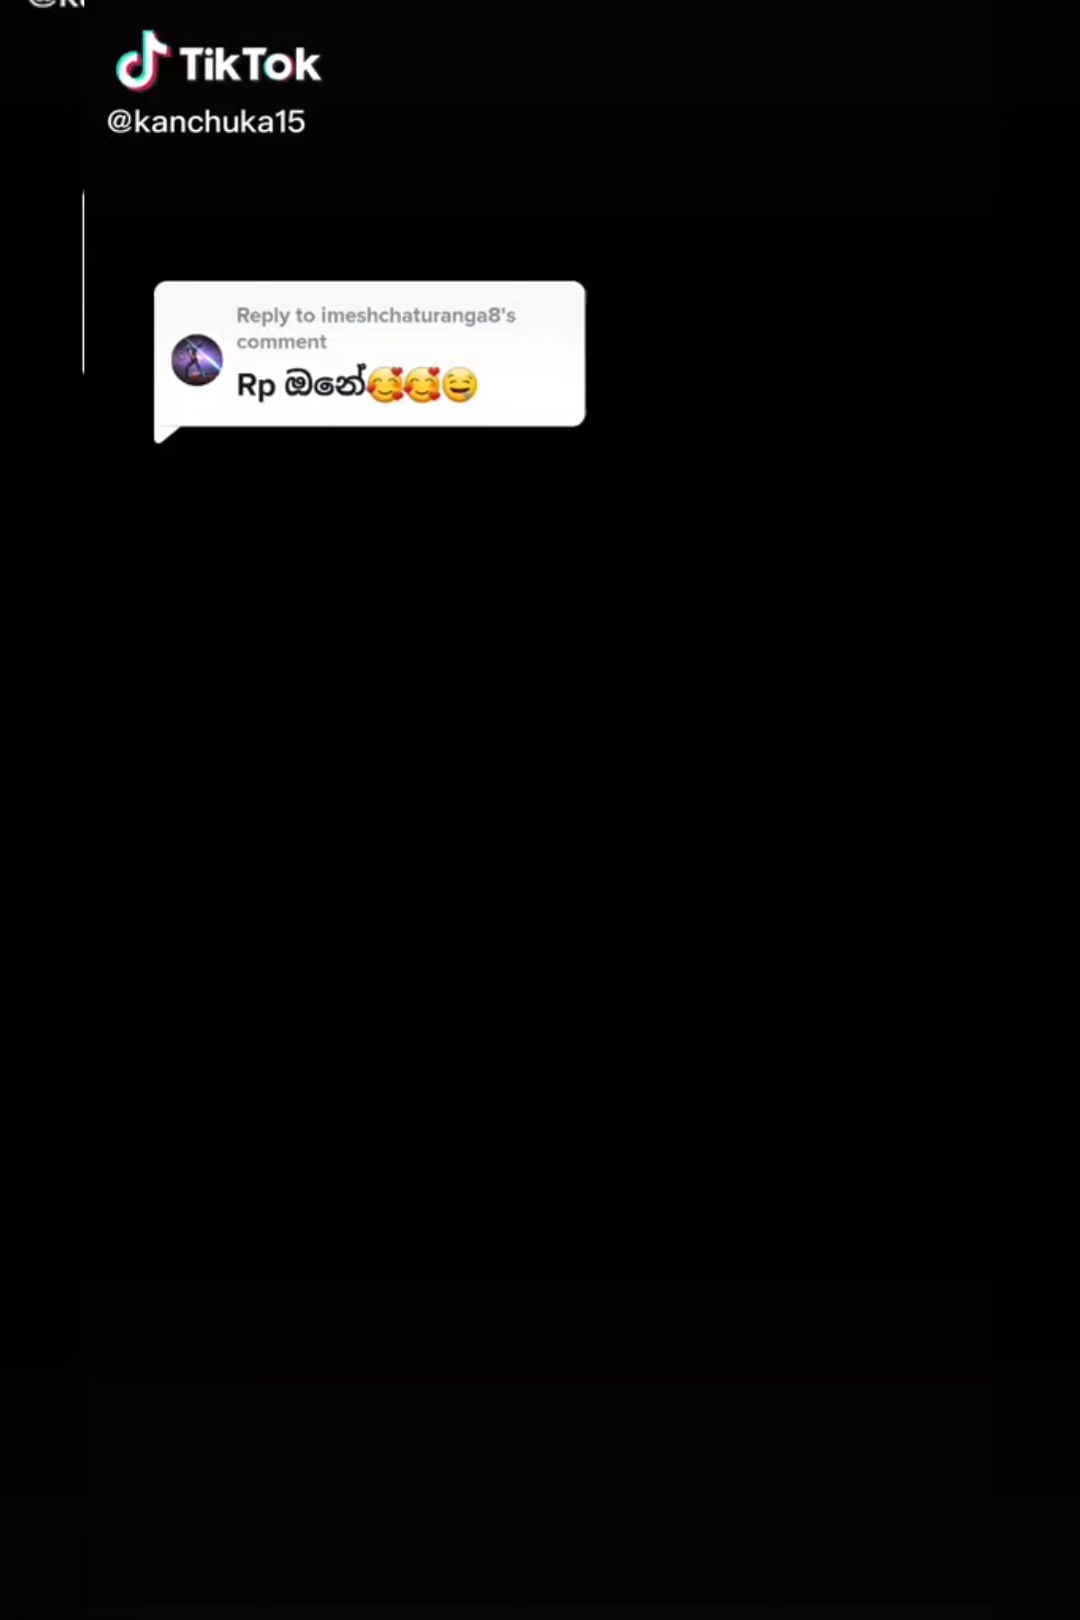 TikTok
@kanchuka15
Reply to imeshchaturanga8's
comment
Rp ඔනේ🥰🥰🤤